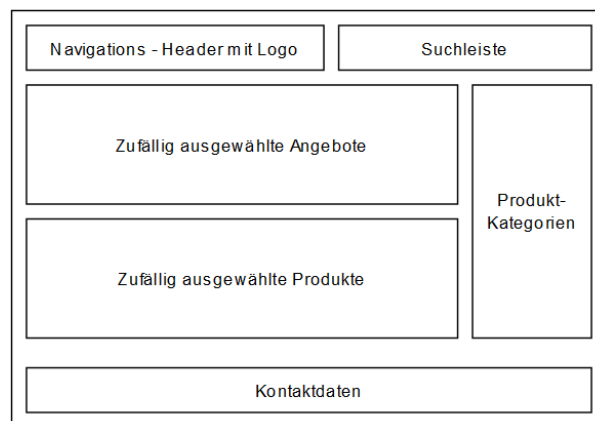 Navigations - Header mit Logo
Suchleiste
Zufällig ausgewählte Angebote
Produkt-
Kategorien
Zufällig ausgewählte Produkte
Kontaktdaten